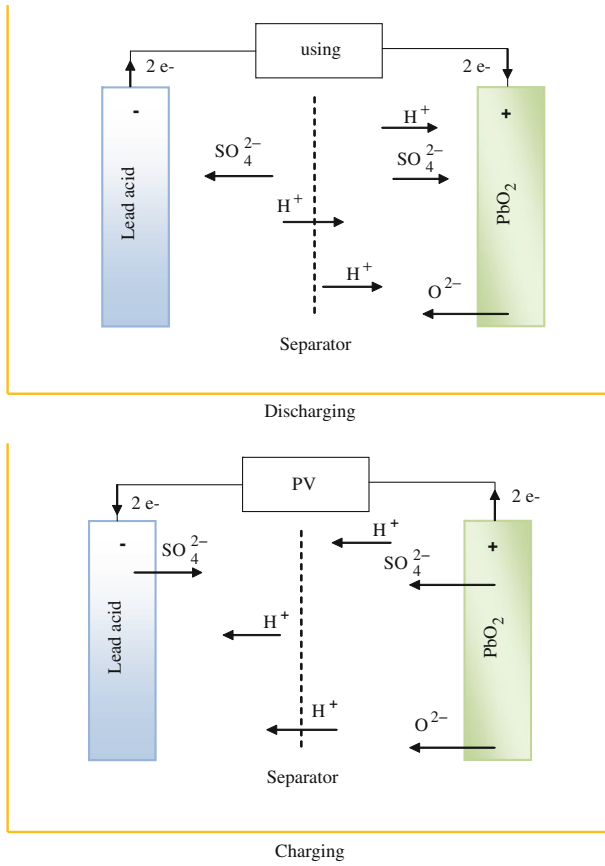 using
2 e-
2 e-
-
+
H⁺
SO₄²⁻
SO₄²⁻
Lead acid
PbO₂
H⁺
H⁺
O²⁻
Separator
Discharging
PV
2 e-
2 e-
-
SO₄²⁻
H⁺
+
SO₄²⁻
Lead acid
H⁺
PbO₂
H⁺
O²⁻
Separator
Charging